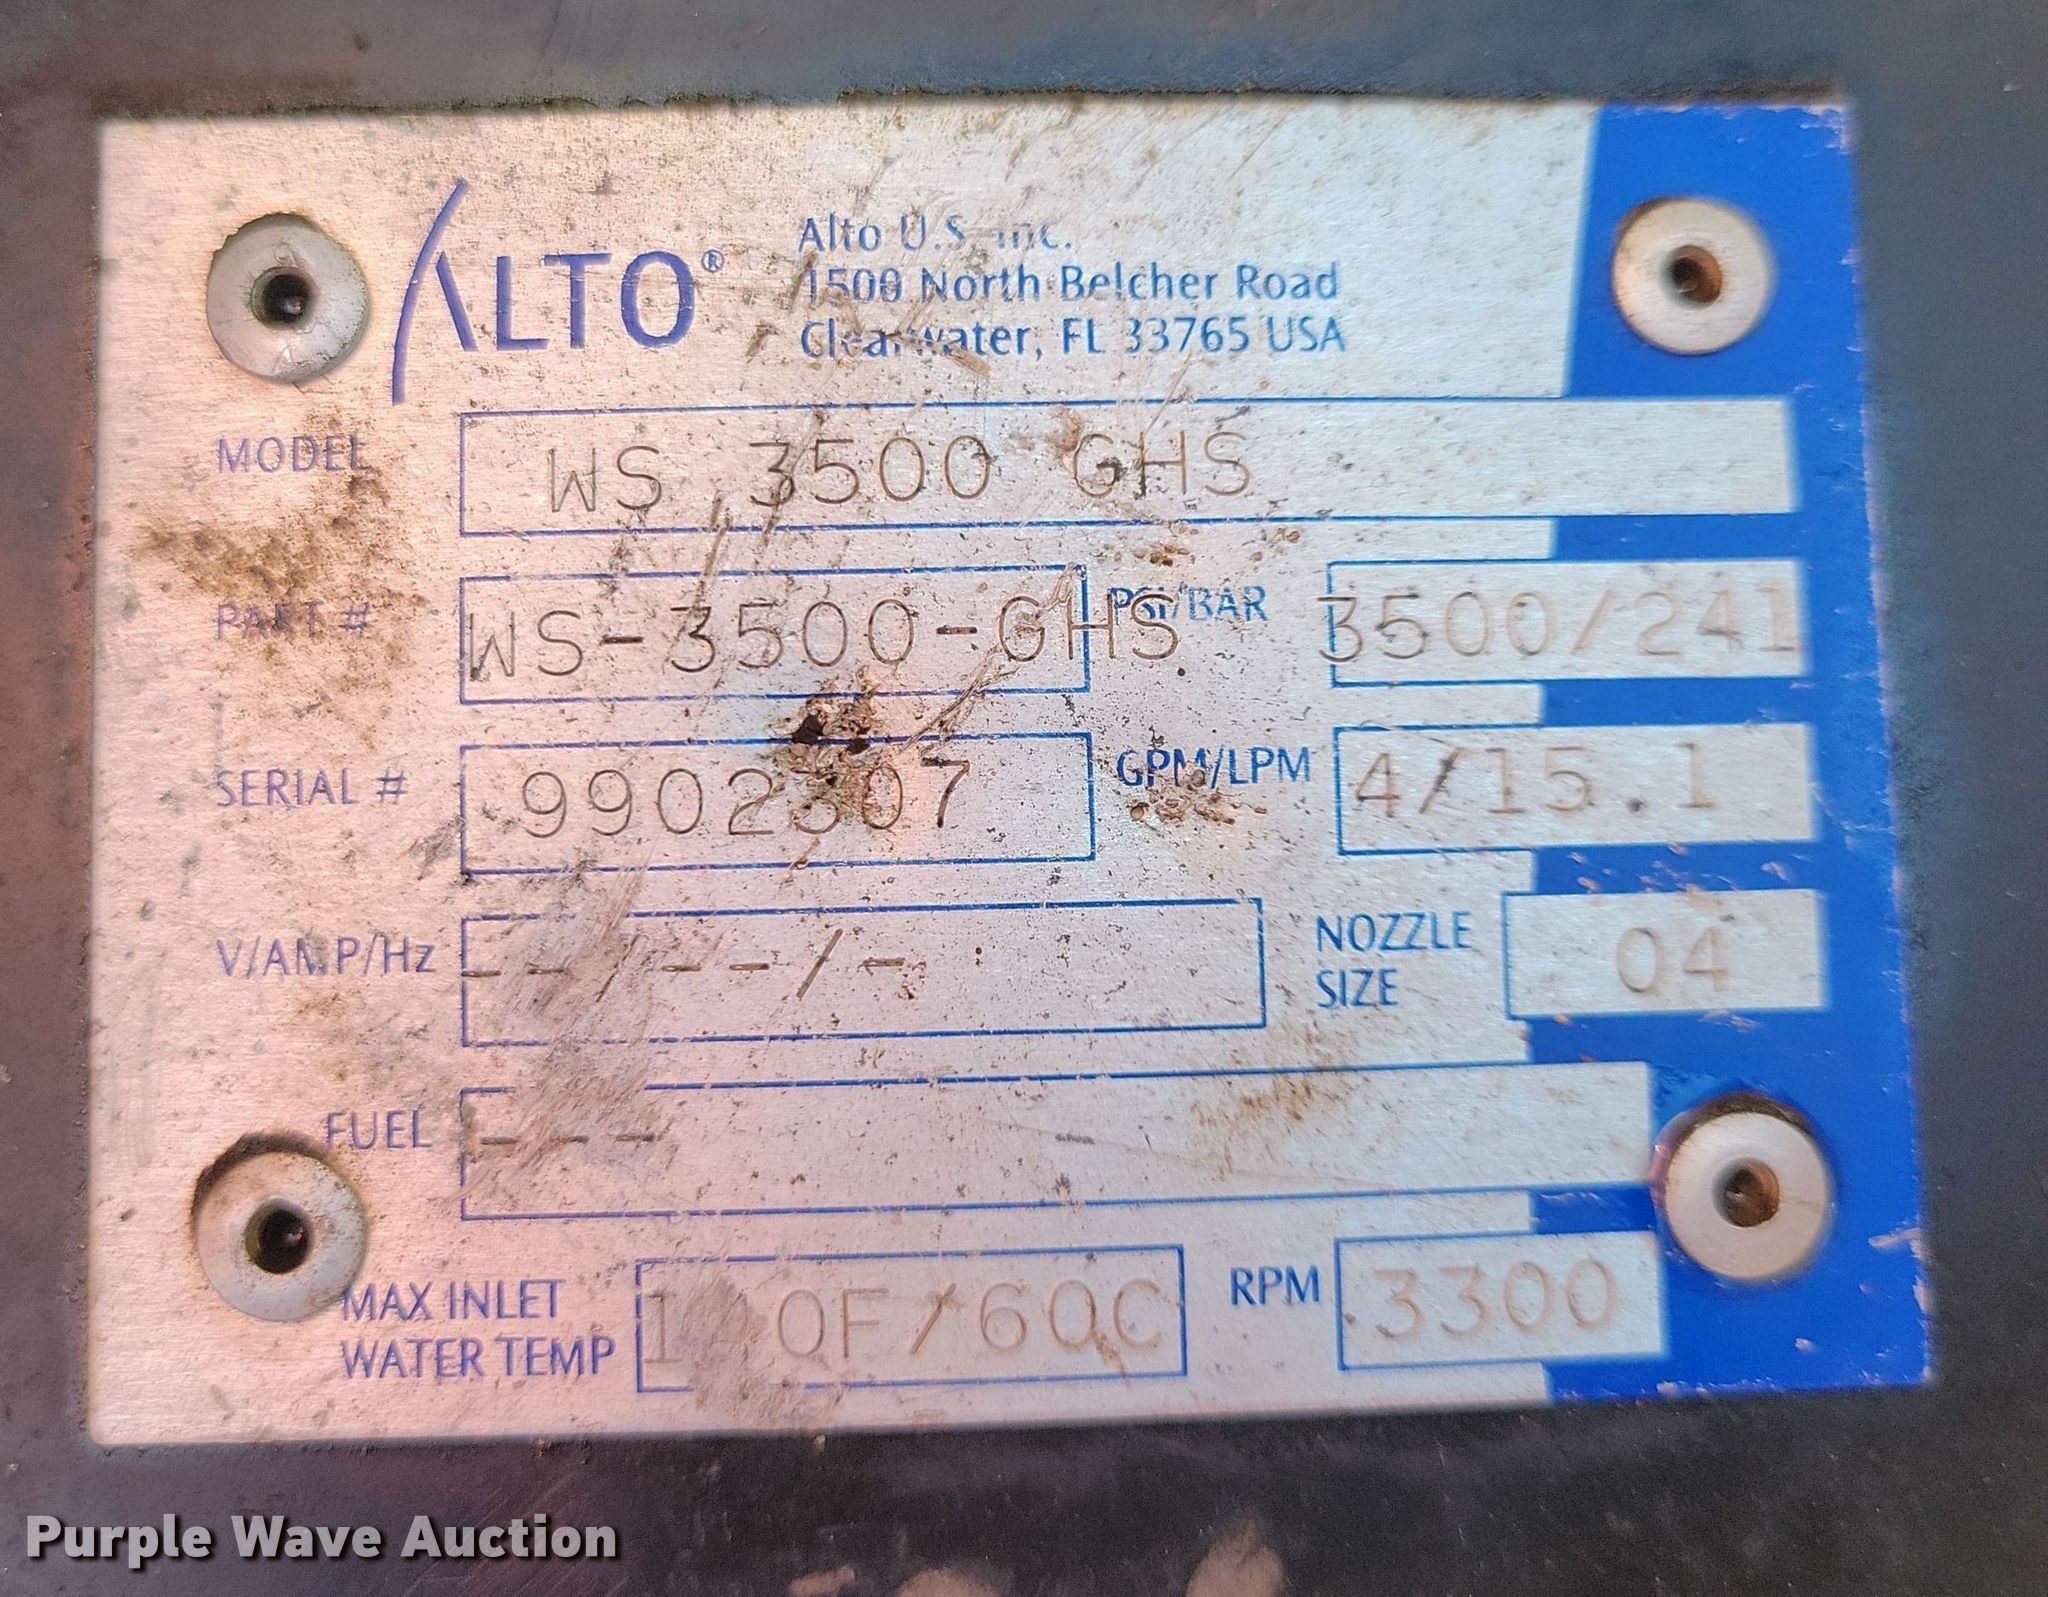 ALTO®
Alto U.S. Inc.
1500 North Belcher Road
Clearwater, FL 33765 USA
MODEL WS 3500 GHS
PART # WS-3500-GHS PSI/BAR 3500/241
SERIAL # 9902307 GPM/LPM 4/15.1
V/AMP/Hz --/--/-- NOZZLE SIZE 04
FUEL ---
MAX INLET WATER TEMP 140F/60C RPM 3300
Purple Wave Auction